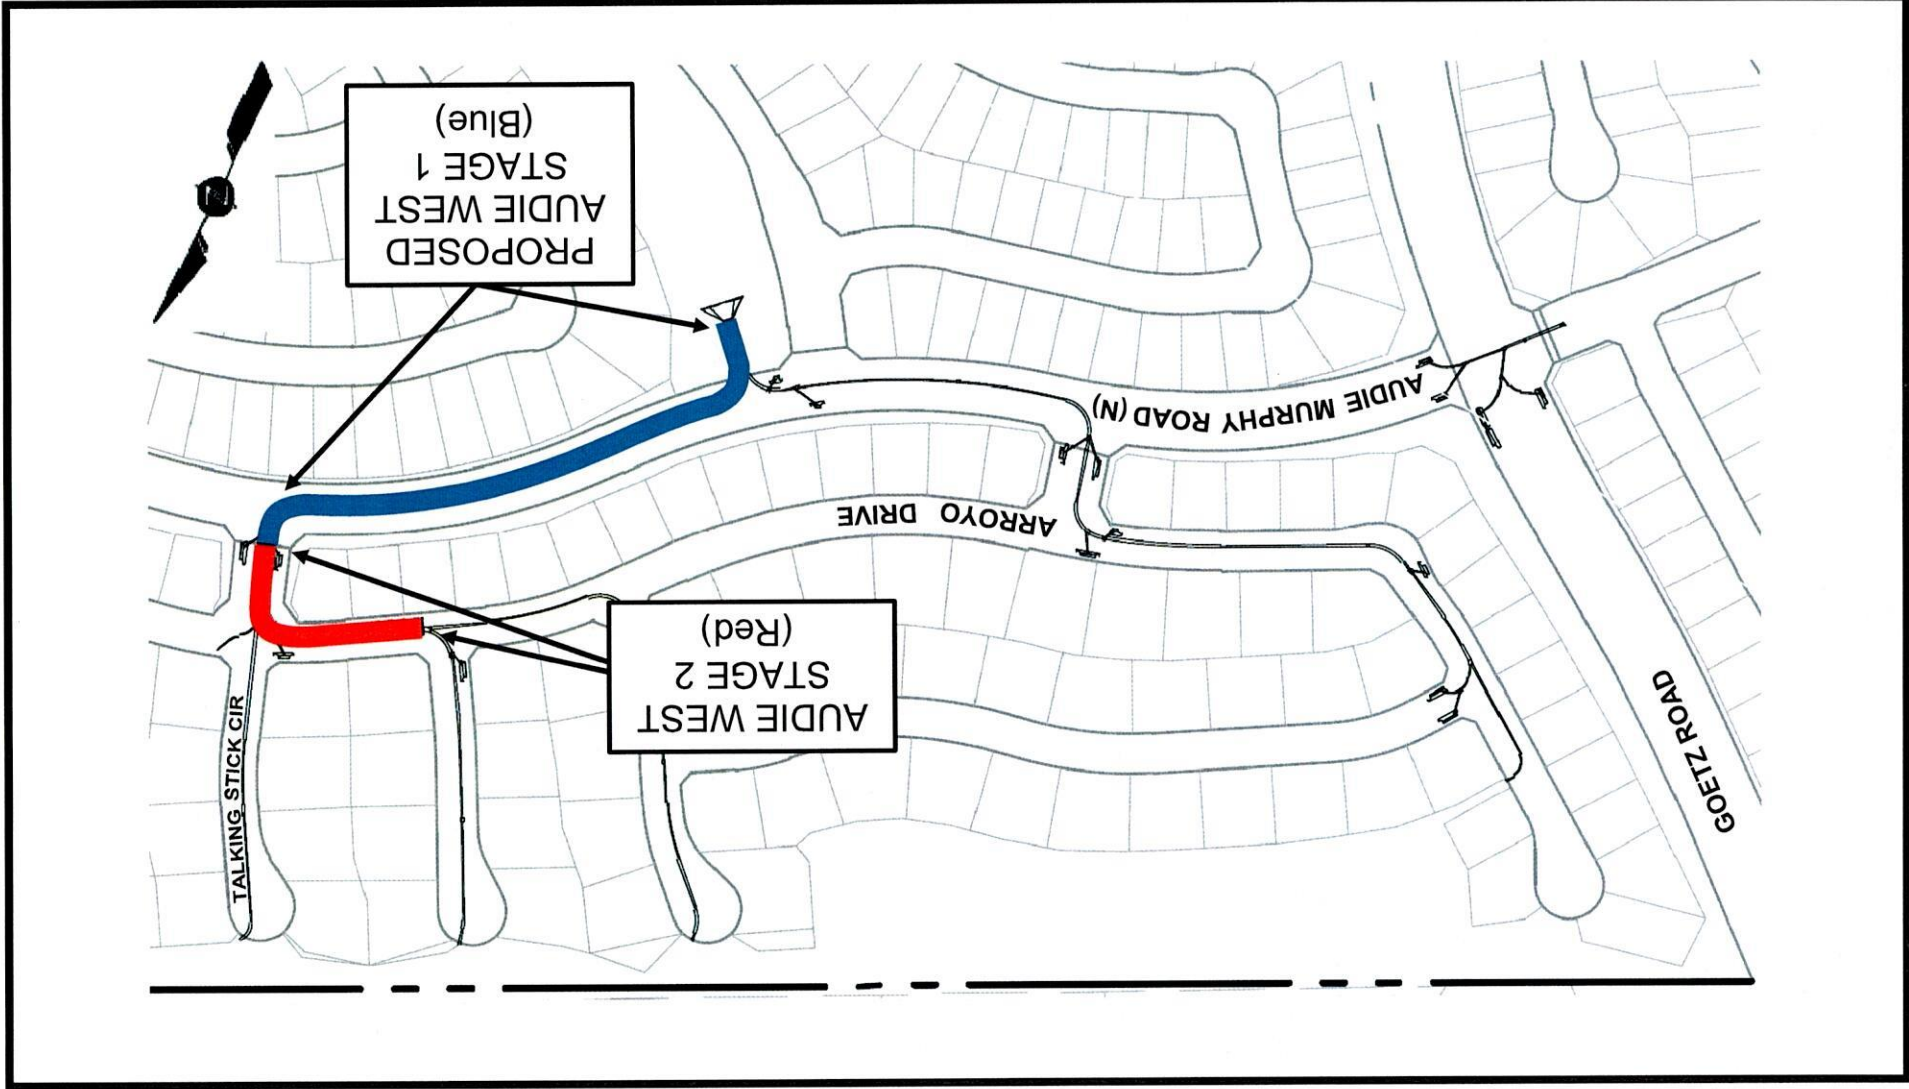 AUDIE WEST
STAGE 2
(Red)
PROPOSED
AUDIE WEST
STAGE 1
(Blue)
GOETZ ROAD
TALKING STICK CIR
ARROYO DRIVE
AUDIE MURPHY ROAD (N)